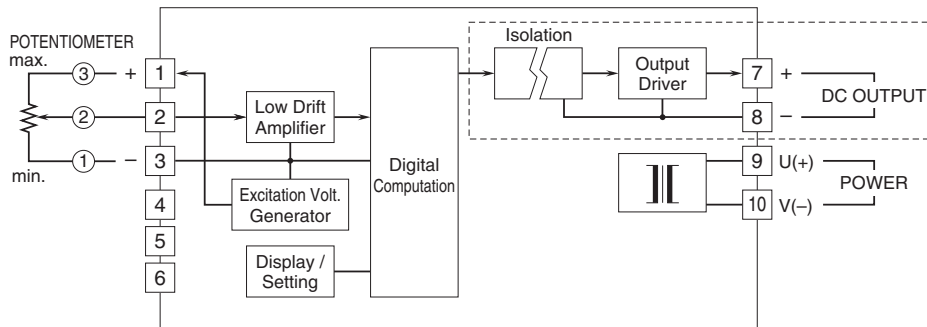 Isolation
POTENTIOMETER
max.
③
+
1
②
2
①
−
3
min.
4
5
6
Low Drift
Amplifier
Excitation Volt.
Generator
Display /
Setting
Digital
Computation
Output
Driver
7
+
DC OUTPUT
8
−
9
U(+)
POWER
10
V(−)